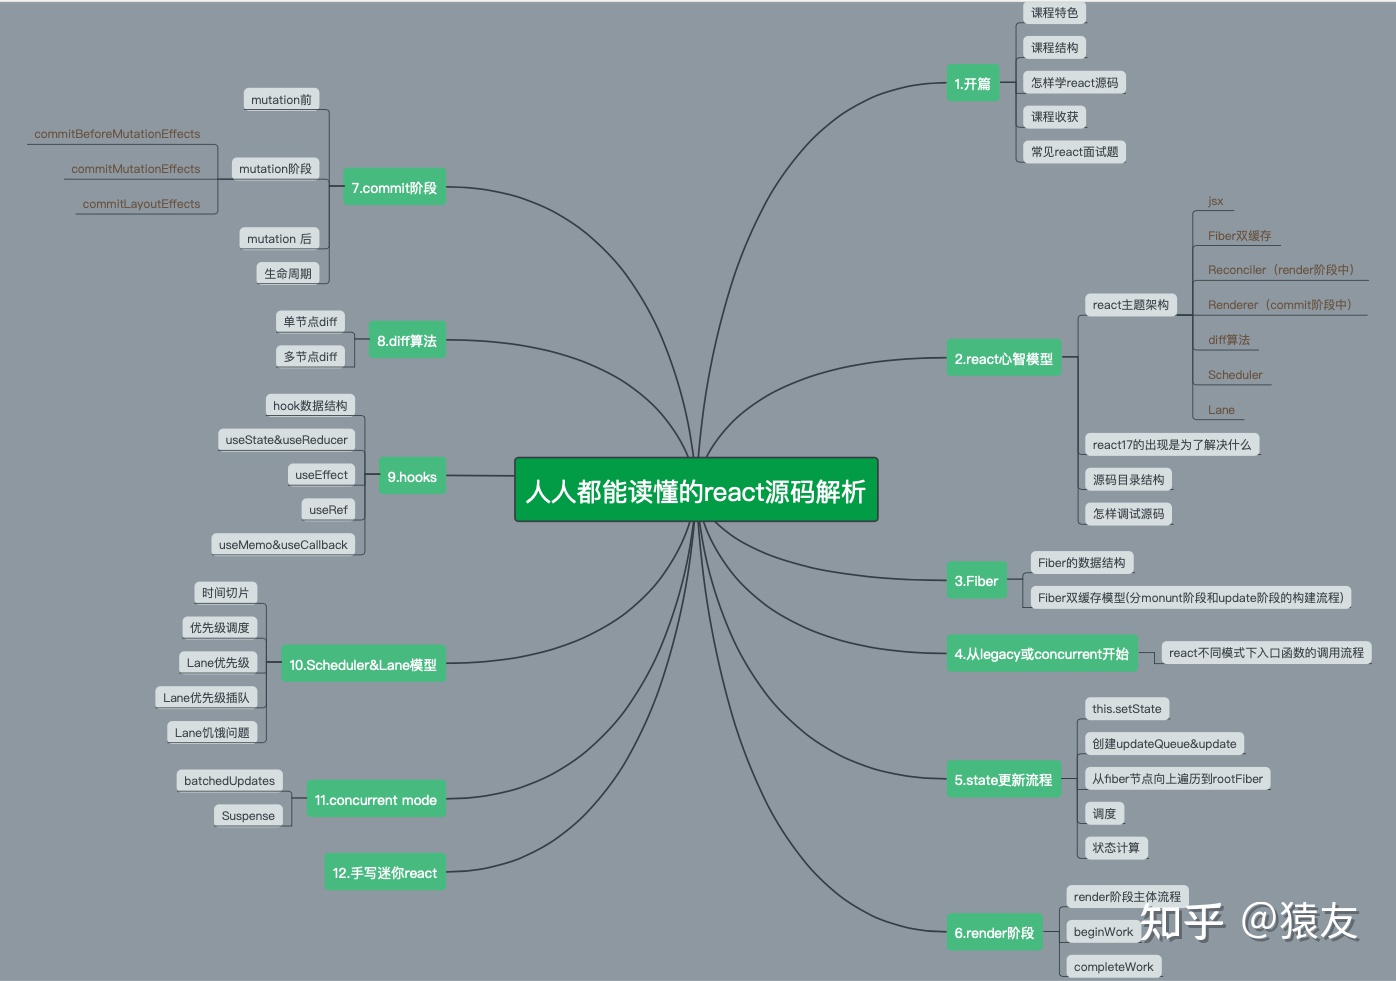 人人都能读懂的react源码解析
1.开篇
课程特色
课程结构
怎样学react源码
课程收获
常见react面试题
2.react心智模型
react主题架构
jsx
Fiber双缓存
Reconciler（render阶段中）
Renderer（commit阶段中）
diff算法
Scheduler
Lane
react17的出现是为了解决什么
源码目录结构
怎样调试源码
3.Fiber
Fiber的数据结构
Fiber双缓存模型(分monunt阶段和update阶段的构建流程)
4.从legacy或concurrent开始
react不同模式下入口函数的调用流程
5.state更新流程
this.setState
创建updateQueue&update
从fiber节点向上遍历到rootFiber
调度
状态计算
6.render阶段
render阶段主体流程
beginWork
completeWork
7.commit阶段
mutation前
mutation阶段
commitBeforeMutationEffects
commitMutationEffects
commitLayoutEffects
mutation 后
生命周期
8.diff算法
单节点diff
多节点diff
9.hooks
hook数据结构
useState&useReducer
useEffect
useRef
useMemo&useCallback
10.Scheduler&Lane模型
时间切片
优先级调度
Lane优先级
Lane优先级插队
Lane饥饿问题
11.concurrent mode
batchedUpdates
Suspense
12.手写迷你react
知乎 @猿友